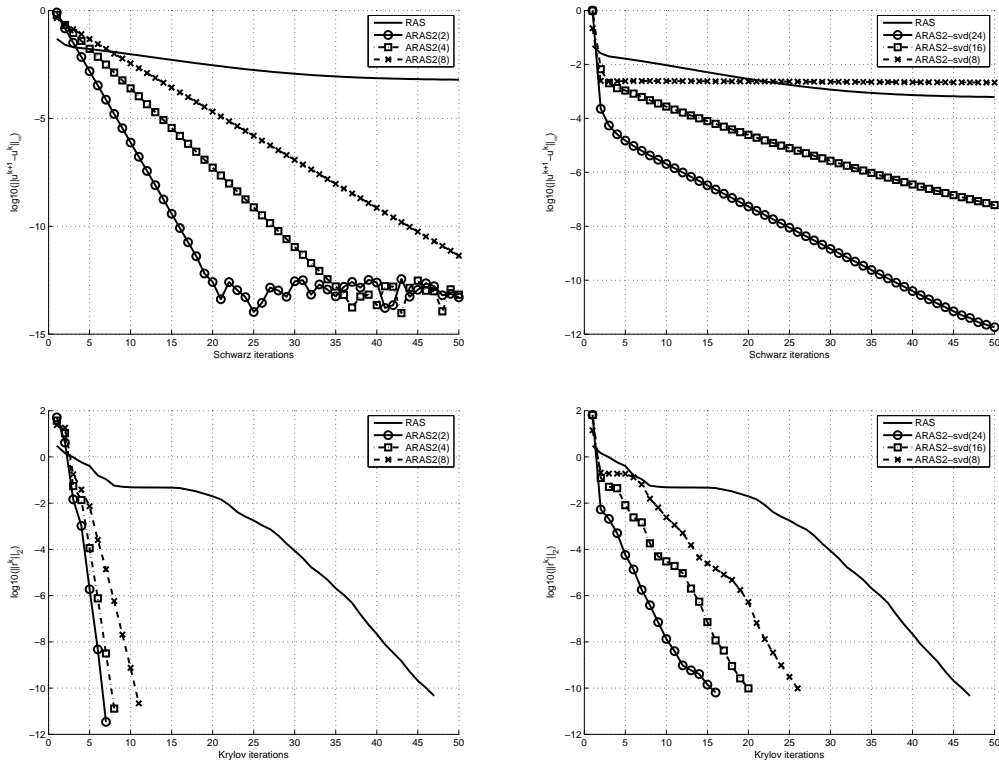 0
−5
−10
−15
0 5 10 15 20 25 30 35 40 45 50
Schwarz iterations
log10(||u^{k+1}−u^k||_∞)
RAS
ARAS2(2)
ARAS2(4)
ARAS2(8)
0
−2
−4
−6
−8
−10
−12
0 5 10 15 20 25 30 35 40 45 50
Schwarz iterations
log10(||u^{k+1}−u^k||_∞)
RAS
ARAS2−svd(24)
ARAS2−svd(16)
ARAS2−svd(8)
2
0
−2
−4
−6
−8
−10
−12
0 5 10 15 20 25 30 35 40 45 50
Krylov iterations
log10(||r^k||_2)
RAS
ARAS2(2)
ARAS2(4)
ARAS2(8)
2
0
−2
−4
−6
−8
−10
−12
0 5 10 15 20 25 30 35 40 45 50
Krylov iterations
log10(||r^k||_2)
RAS
ARAS2−svd(24)
ARAS2−svd(16)
ARAS2−svd(8)